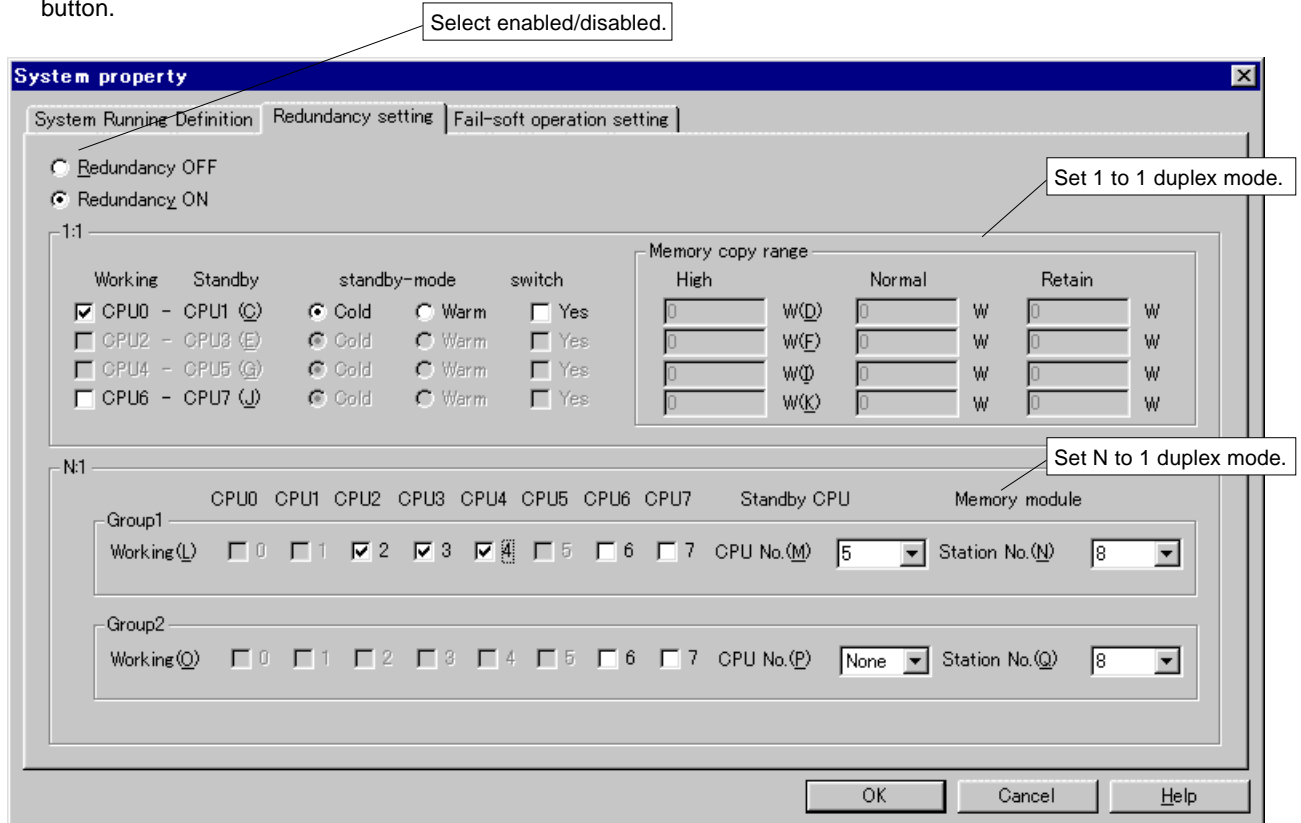 button.
Select enabled/disabled.
System property
System Running Definition Redundancy setting Fail-soft operation setting
Redundancy OFF
Set 1 to 1 duplex mode.
Redundancy ON
1:1
Memory copy range
Working Standby standby-mode switch High Normal Retain
CPU0 - CPU1 (C) Cold Warm Yes 0 W(D) 0 W 0 W
CPU2 - CPU3 (E) Cold Warm Yes 0 W(F) 0 W 0 W
CPU4 - CPU5 (G) Cold Warm Yes 0 W(I) 0 W 0 W
CPU6 - CPU7 (J) Cold Warm Yes 0 W(K) 0 W 0 W
Set N to 1 duplex mode.
N:1
CPU0 CPU1 CPU2 CPU3 CPU4 CPU5 CPU6 CPU7 Standby CPU Memory module
Group1
Working(L) 0 1 2 3 4 5 6 7 CPU No.(M) 5 Station No.(N) 8
Group2
Working(O) 0 1 2 3 4 5 6 7 CPU No.(P) None Station No.(Q) 8
OK Cancel Help